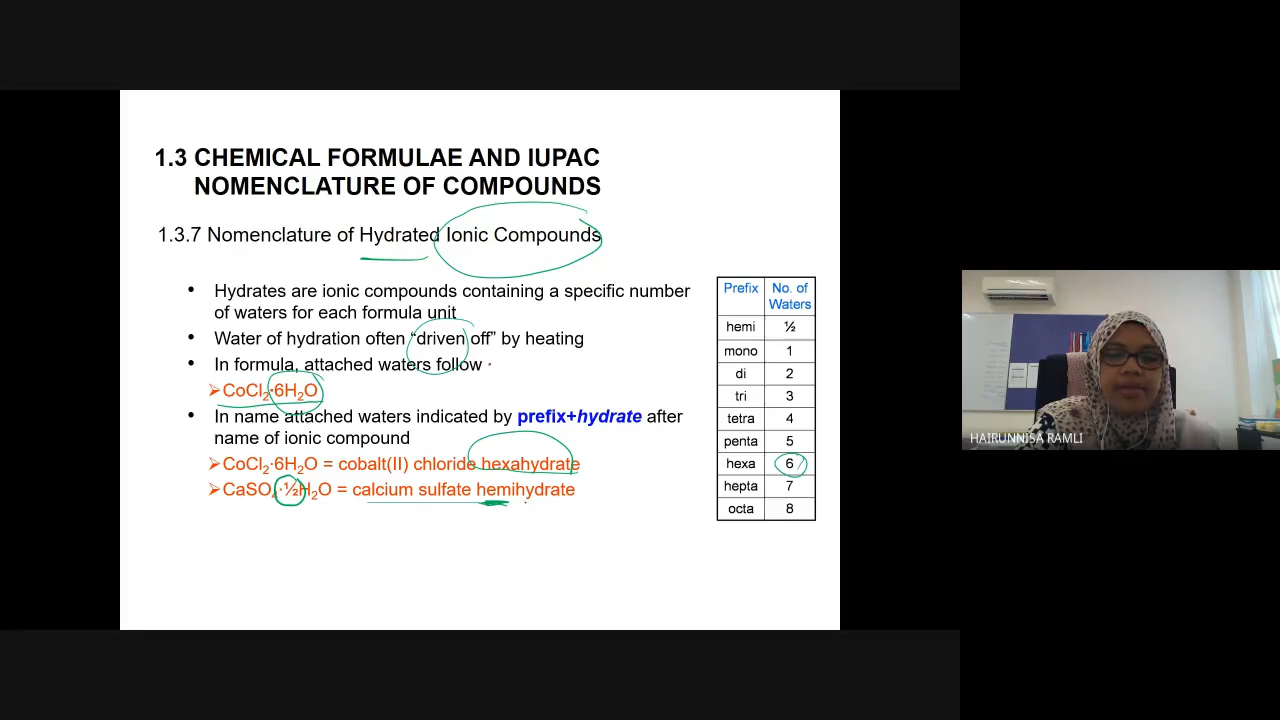 1.3 CHEMICAL FORMULAE AND IUPAC
NOMENCLATURE OF COMPOUNDS
1.3.7 Nomenclature of Hydrated Ionic Compounds
• Hydrates are ionic compounds containing a specific number
of waters for each formula unit
• Water of hydration often “driven off” by heating
• In formula, attached waters follow ·
➢CoCl₂·6H₂O
• In name attached waters indicated by prefix+hydrate after
name of ionic compound
➢CoCl₂·6H₂O = cobalt(II) chloride hexahydrate
➢CaSO₄·½H₂O = calcium sulfate hemihydrate
Prefix No. of
Waters
hemi ½
mono 1
di 2
tri 3
tetra 4
penta 5
hexa 6
hepta 7
octa 8
HAIRUNNISA RAMLI